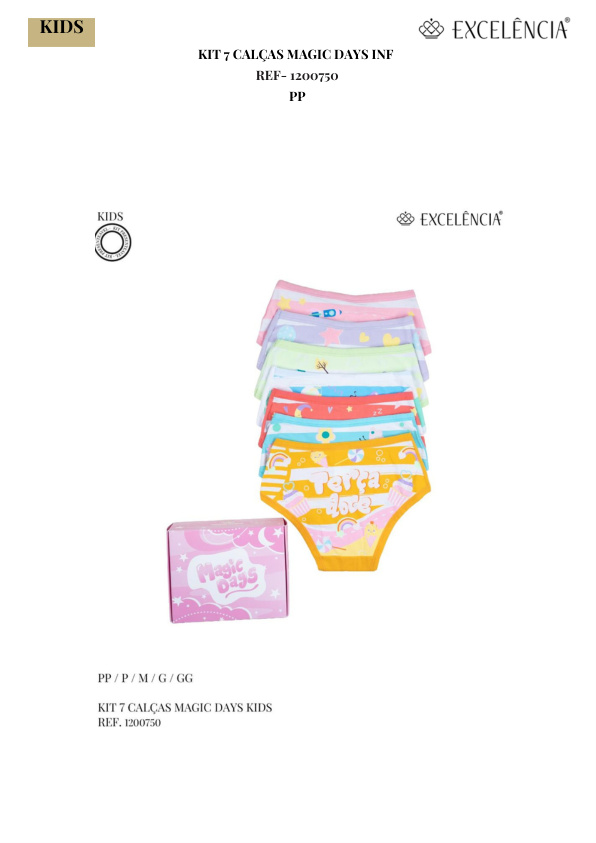 KIDS
EXCELÊNCIA®
KIT 7 CALÇAS MAGIC DAYS INF
REF- 1200750
PP
KIDS
EXCELÊNCIA®
Terça
doce
Magic
Days
PP / P / M / G / GG
KIT 7 CALÇAS MAGIC DAYS KIDS
REF. 1200750